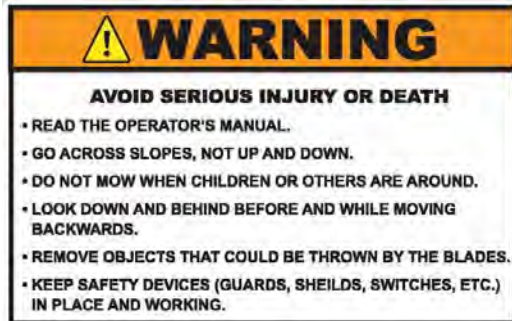 WARNING
AVOID SERIOUS INJURY OR DEATH
▪ READ THE OPERATOR'S MANUAL.
▪ GO ACROSS SLOPES, NOT UP AND DOWN.
▪ DO NOT MOW WHEN CHILDREN OR OTHERS ARE AROUND.
▪ LOOK DOWN AND BEHIND BEFORE AND WHILE MOVING
BACKWARDS.
▪ REMOVE OBJECTS THAT COULD BE THROWN BY THE BLADES.
▪ KEEP SAFETY DEVICES (GUARDS, SHEILDS, SWITCHES, ETC.)
IN PLACE AND WORKING.